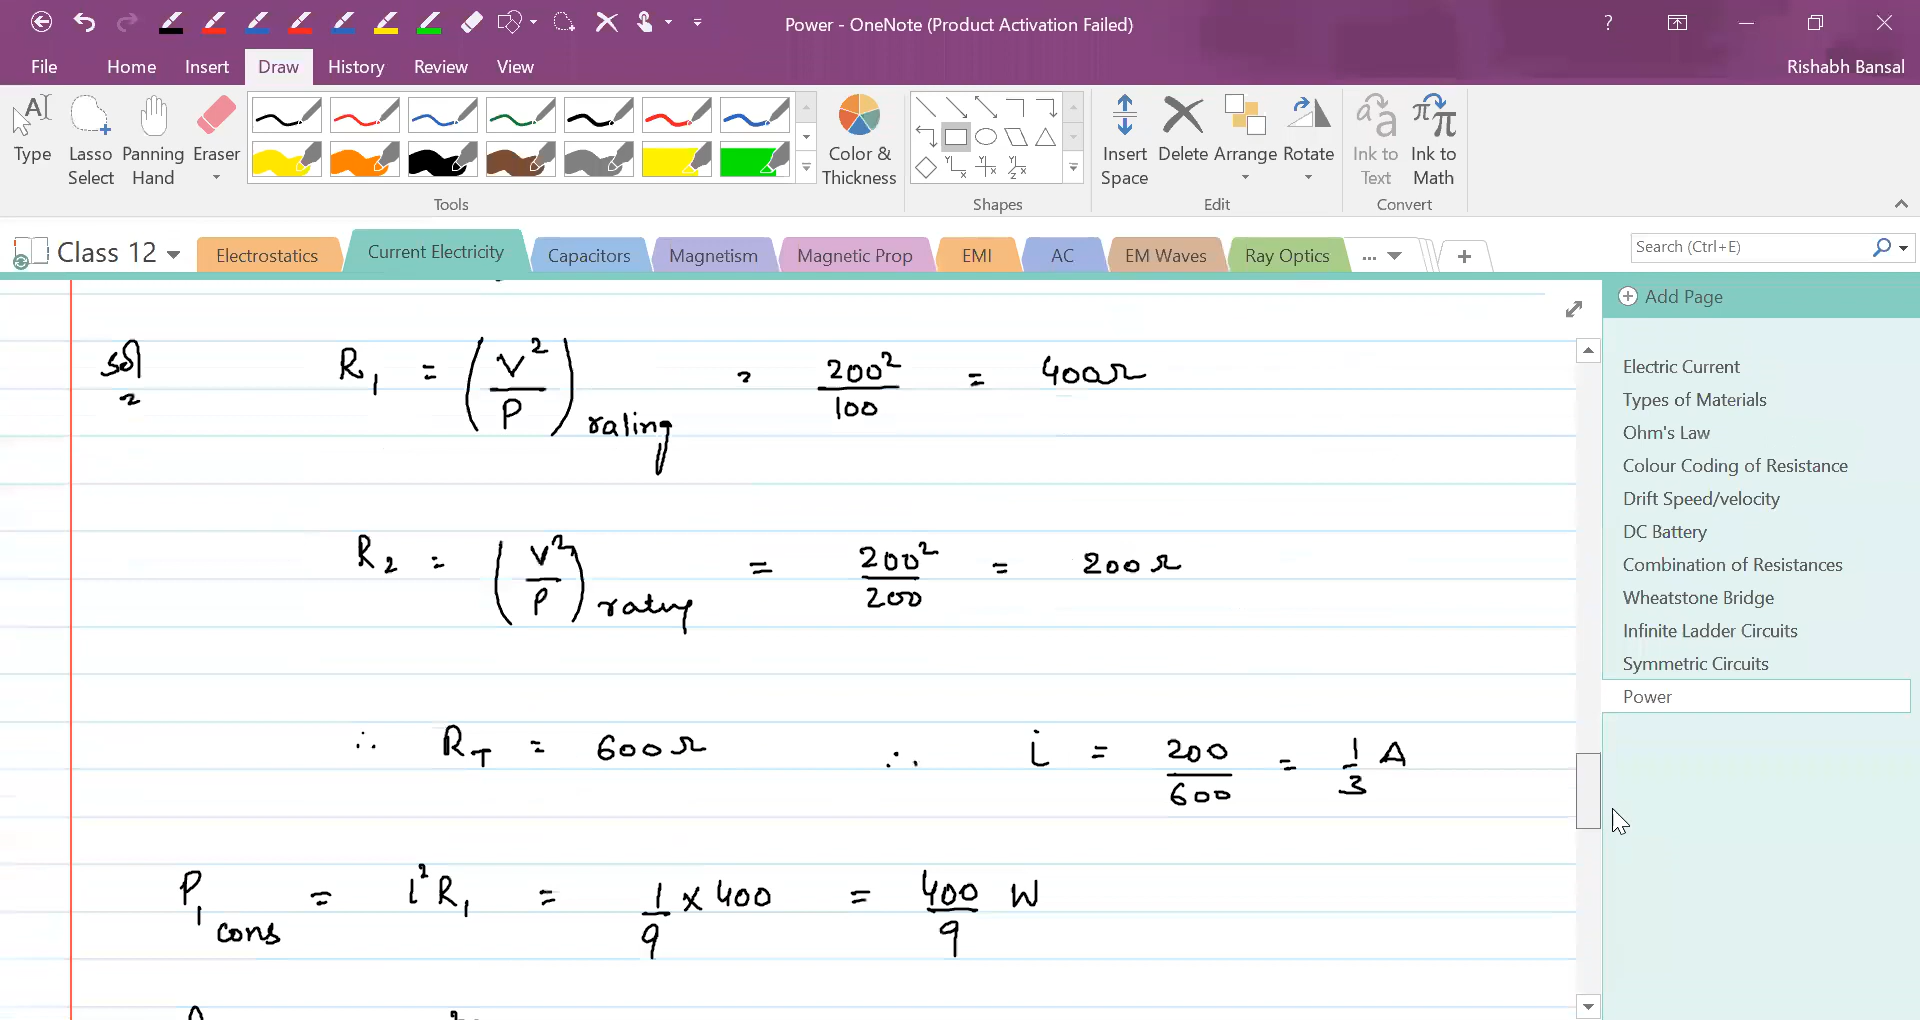 Power - OneNote (Product Activation Failed)
?
File Home Insert Draw History Review View
Rishabh Bansal
Type
Lasso Select
Panning Hand
Eraser
Color & Thickness
Insert Space
Delete
Arrange
Rotate
Ink to Text
Ink to Math
Tools
Shapes
Edit
Convert
Class 12
Electrostatics Current Electricity Capacitors Magnetism Magnetic Prop EMI AC EM Waves Ray Optics ... +
Search (Ctrl+E)
Add Page
Electric Current
Types of Materials
Ohm's Law
Colour Coding of Resistance
Drift Speed/velocity
DC Battery
Combination of Resistances
Wheatstone Bridge
Infinite Ladder Circuits
Symmetric Circuits
Power
sol R₁ = (V²/P) rating = 200²/100 = 400Ω
R₂ = (V²/P) rating = 200²/200 = 200Ω
∴ R_T = 600Ω ∴ i = 200/600 = 1/3 A
P₁ cons = i²R₁ = 1/9 × 400 = 400/9 W